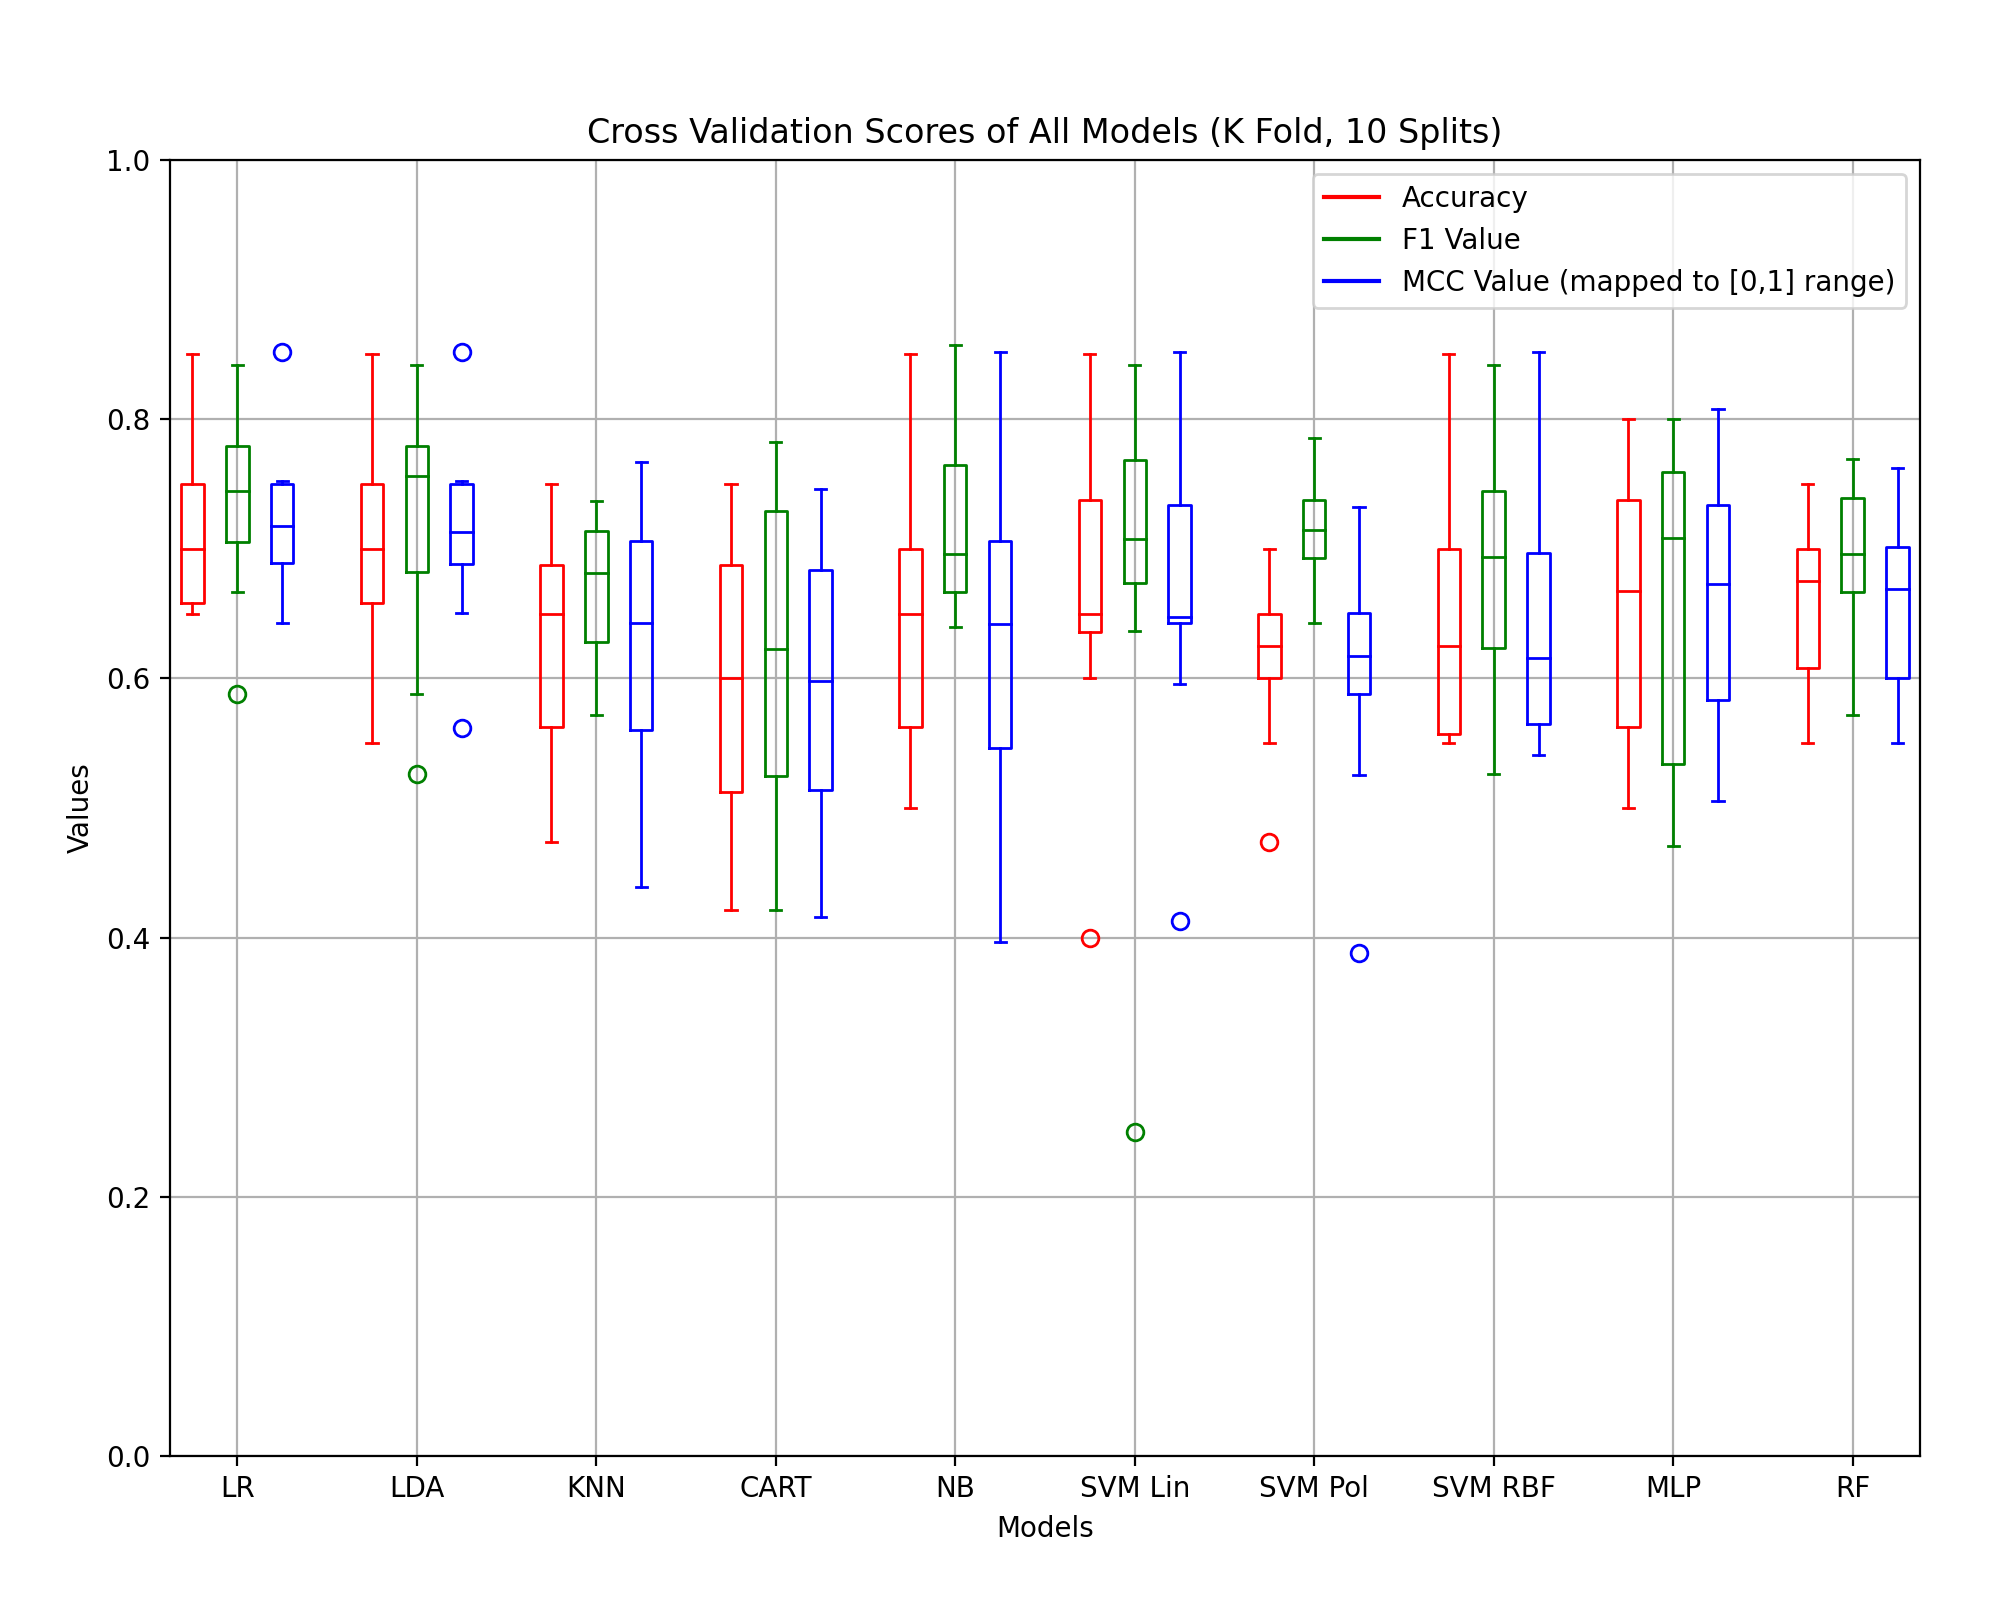 Cross Validation Scores of All Models (K Fold, 10 Splits)
1.0
0.8
0.6
0.4
0.2
0.0
Values
Accuracy
F1 Value
MCC Value (mapped to [0,1] range)
LR LDA KNN CART NB SVM Lin SVM Pol SVM RBF MLP RF
Models